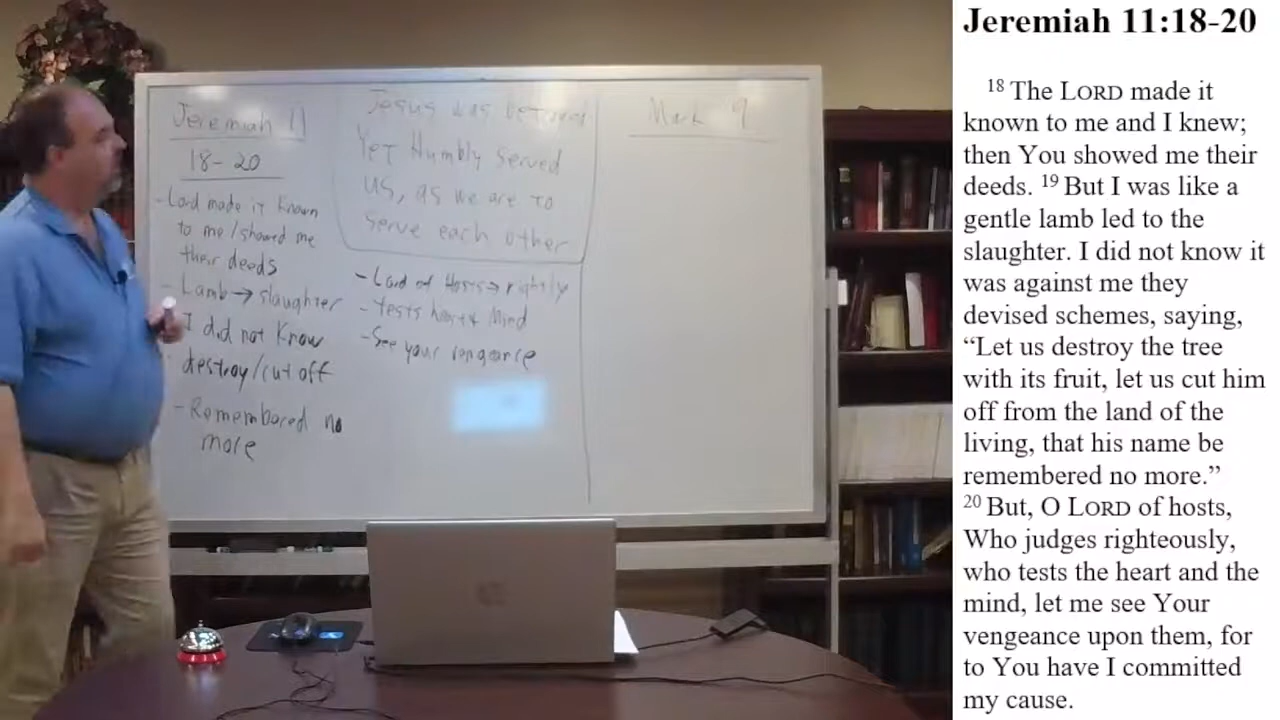 Jeremiah 11
18-20
- Lord made it known
to me/showed me
their deeds
- Lamb → slaughter
I did not know
destroy/cut off
- Remembered no
more
Jesus was betrayed
Yet Humbly served
us, as we are to
serve each other
- Lord of Hosts → rightly
- tests heart & Mind
- See your vengeance
Mark 9
Jeremiah 11:18-20
18 The LORD made it
known to me and I knew;
then You showed me their
deeds. 19 But I was like a
gentle lamb led to the
slaughter. I did not know it
was against me they
devised schemes, saying,
“Let us destroy the tree
with its fruit, let us cut him
off from the land of the
living, that his name be
remembered no more.”
20 But, O LORD of hosts,
Who judges righteously,
who tests the heart and the
mind, let me see Your
vengeance upon them, for
to You have I committed
my cause.